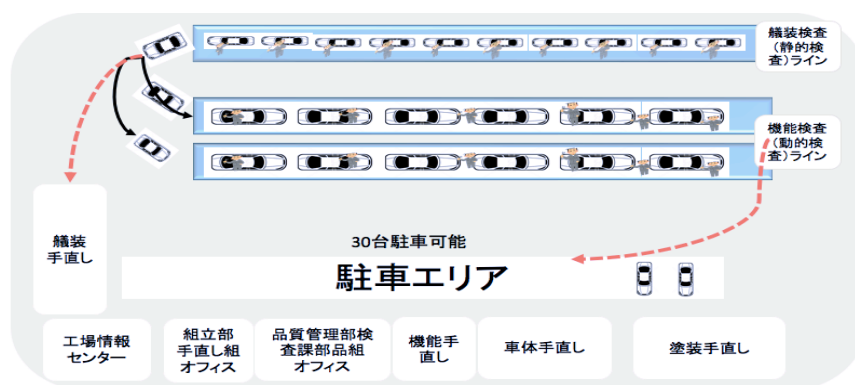 艤装検査
(静的検
査)ライン
機能検査
(動的検
査)ライン
艤装
手直し
30台駐車可能
駐車エリア
工場情報
センター
組立部
手直し組
オフィス
品質管理部検
査課部品組
オフィス
機能手
直し
車体手直し
塗装手直し